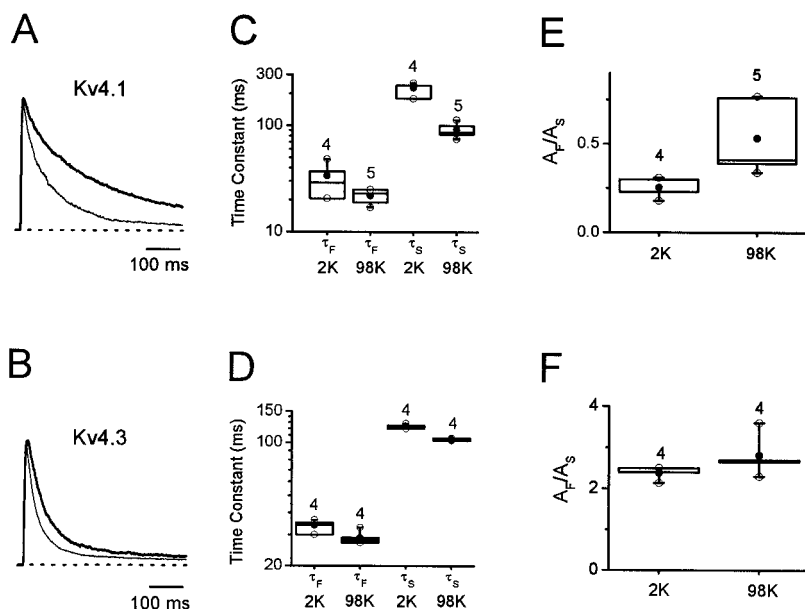 A
Kv4.1
100 ms
C
Time Constant (ms)
300
100
10
4
5
4
5
τF τF τS τS
2K 98K 2K 98K
E
AF/AS
0.5
0.0
4
5
2K 98K
B
Kv4.3
100 ms
D
Time Constant (ms)
150
100
20
4
4
4
4
τF τF τS τS
2K 98K 2K 98K
F
AF/AS
4
2
0
4
4
2K 98K